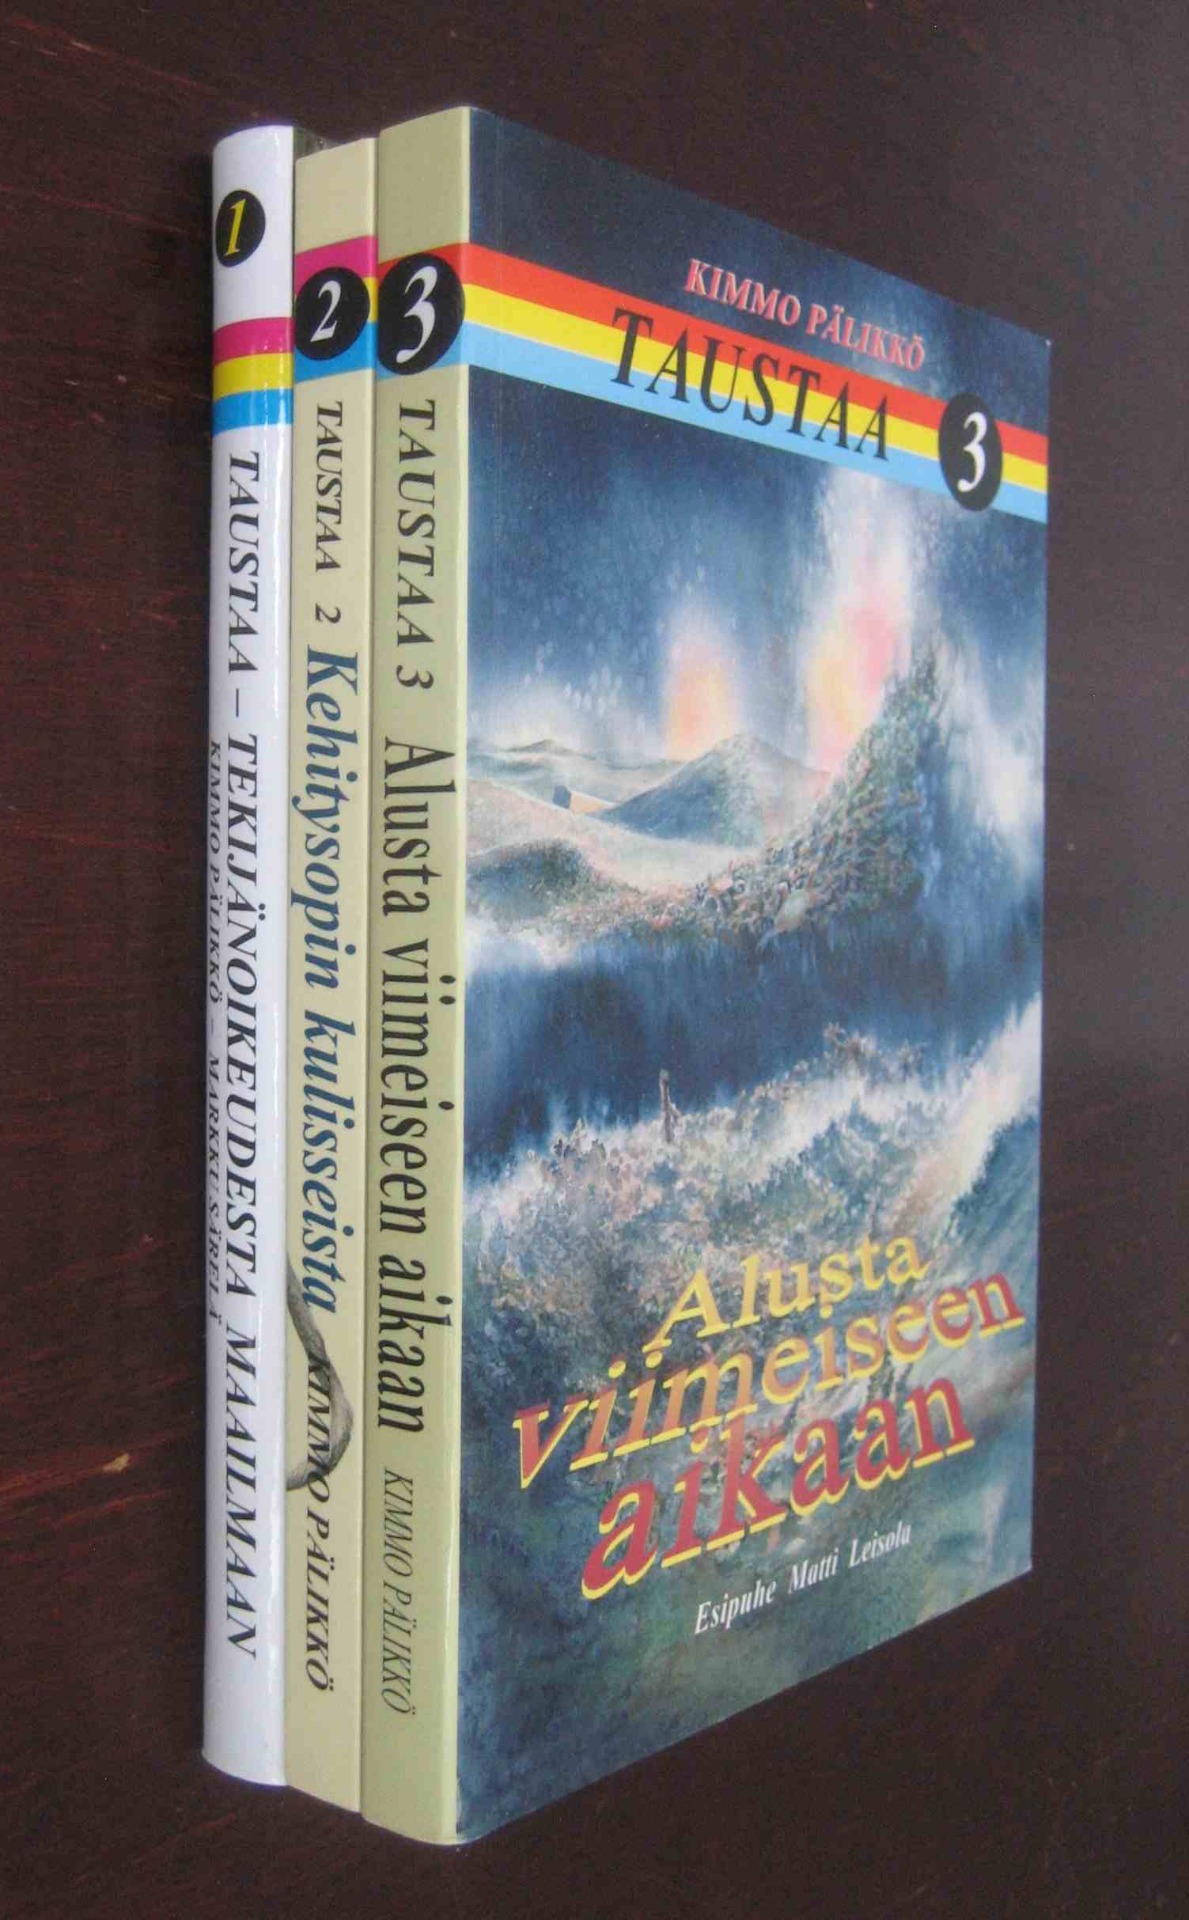 1
TAUSTAA – TEKIJÄNOIKEUDESTA MAAILMAAN
KIMMO PÄLIKKÖ – MARKKU SÄRELÄ
2
TAUSTAA 2 Kehitysopin kulisseista KIMMO PÄLIKKÖ
3
TAUSTAA 3 Alusta viimeiseen aikaan KIMMO PÄLIKKÖ
KIMMO PÄLIKKÖ
TAUSTAA 3
Alusta
viimeiseen
aikaan
Esipuhe Matti Leisola